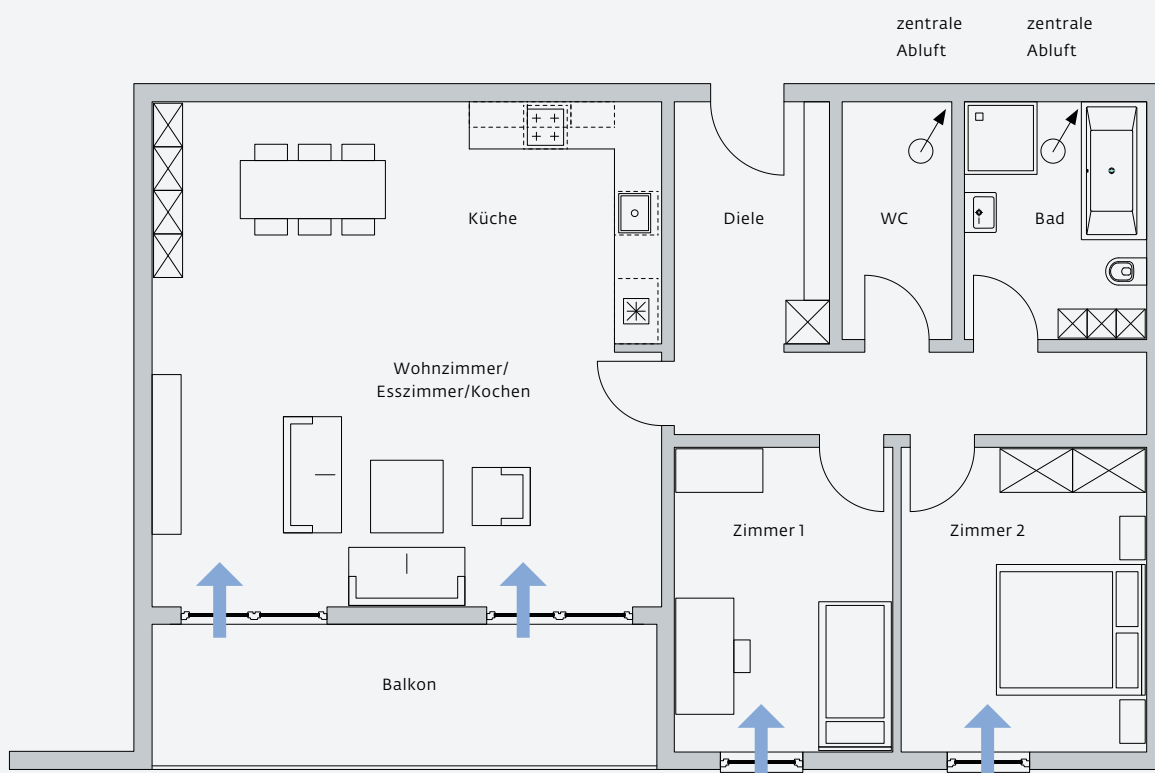 zentrale
Abluft
zentrale
Abluft
Küche
Diele
WC
Bad
Wohnzimmer/
Esszimmer/Kochen
Zimmer 1
Zimmer 2
Balkon